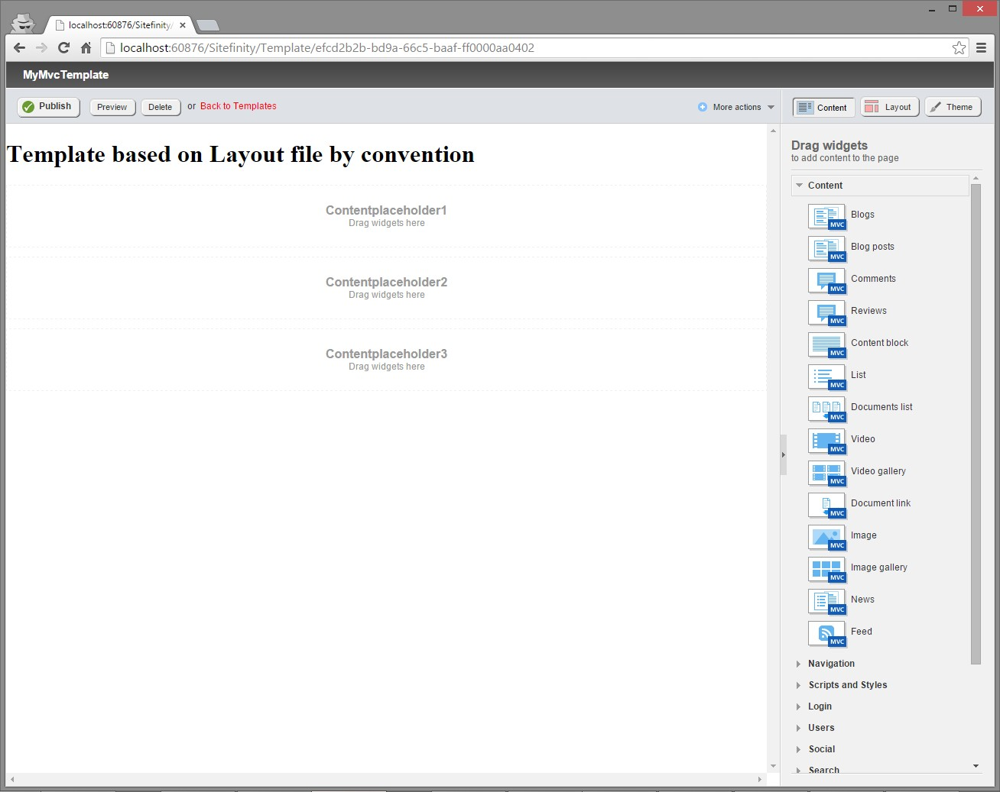 localhost:60876/Sitefinity/
localhost:60876/Sitefinity/Template/efcd2b2b-bd9a-66c5-baaf-ff0000aa0402
MyMvcTemplate
Publish Preview Delete or Back to Templates More actions Content Layout Theme
Template based on Layout file by convention
Contentplaceholder1
Drag widgets here
Contentplaceholder2
Drag widgets here
Contentplaceholder3
Drag widgets here
Drag widgets
to add content to the page
Content
Blogs
MVC
Blog posts
MVC
Comments
MVC
Reviews
MVC
Content block
MVC
List
MVC
Documents list
MVC
Video
MVC
Video gallery
MVC
Document link
MVC
Image
MVC
Image gallery
MVC
News
MVC
Feed
MVC
Navigation
Scripts and Styles
Login
Users
Social
Search